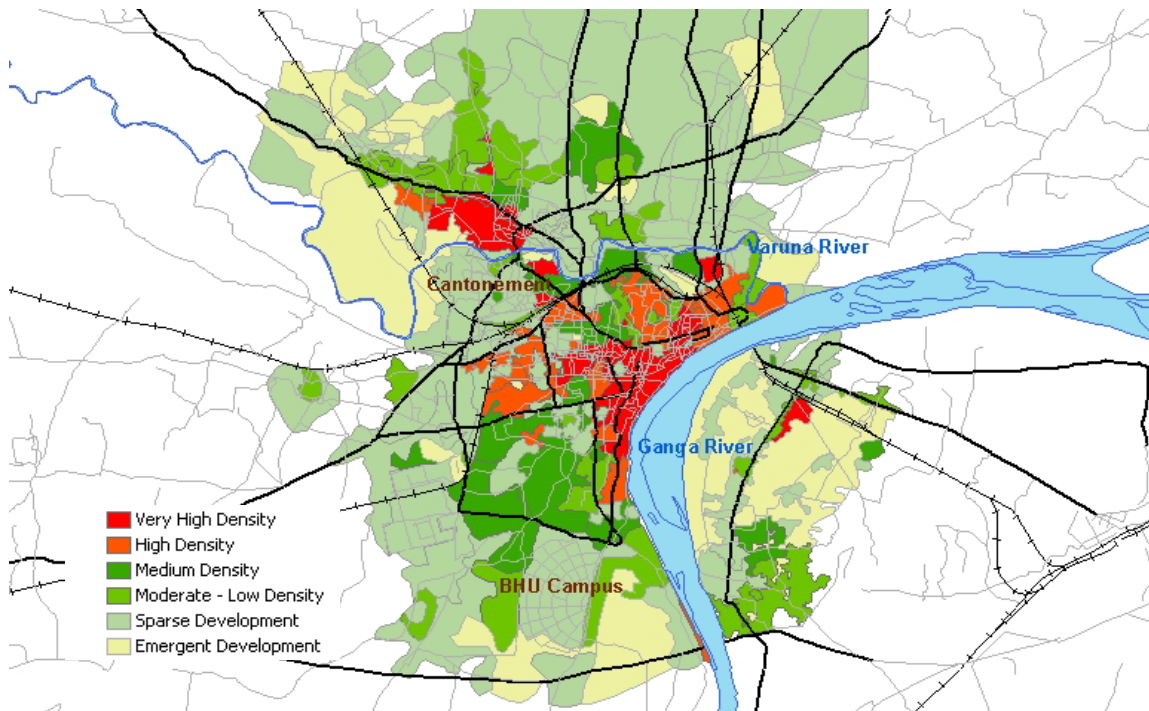 Varuna River
Cantonement
Ganga River
Very High Density
High Density
Medium Density
Moderate - Low Density
Sparse Development
Emergent Development
BHU Campus